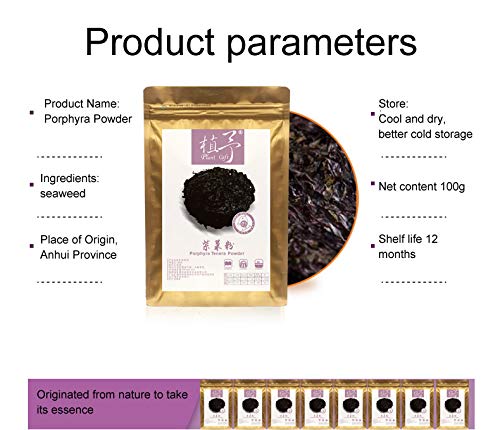 Product parameters
Product Name:
Porphyra Powder
Ingredients:
seaweed
Place of Origin,
Anhui Province
植予®
Plant Gift
紫菜粉
Porphyra Tenera Powder
Store:
Cool and dry,
better cold storage
Net content 100g
Shelf life 12
months
Originated from nature to take
its essence